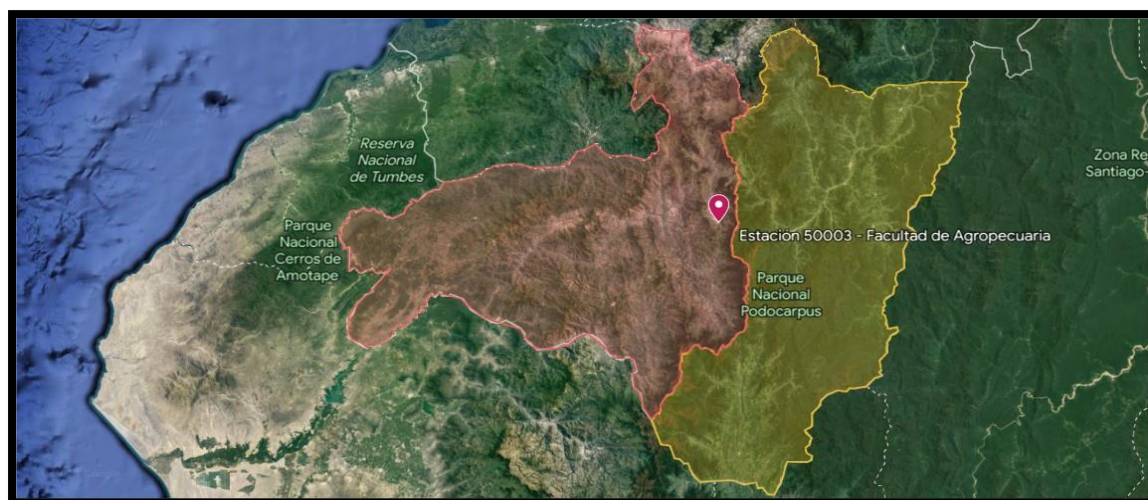 Reserva
Nacional
de Tumbes
Parque
Nacional
Cerros de
Amotape
Estación 50003 - Facultad de Agropecuaria
Parque
Nacional
Podocarpus
Zona Re
Santiago-